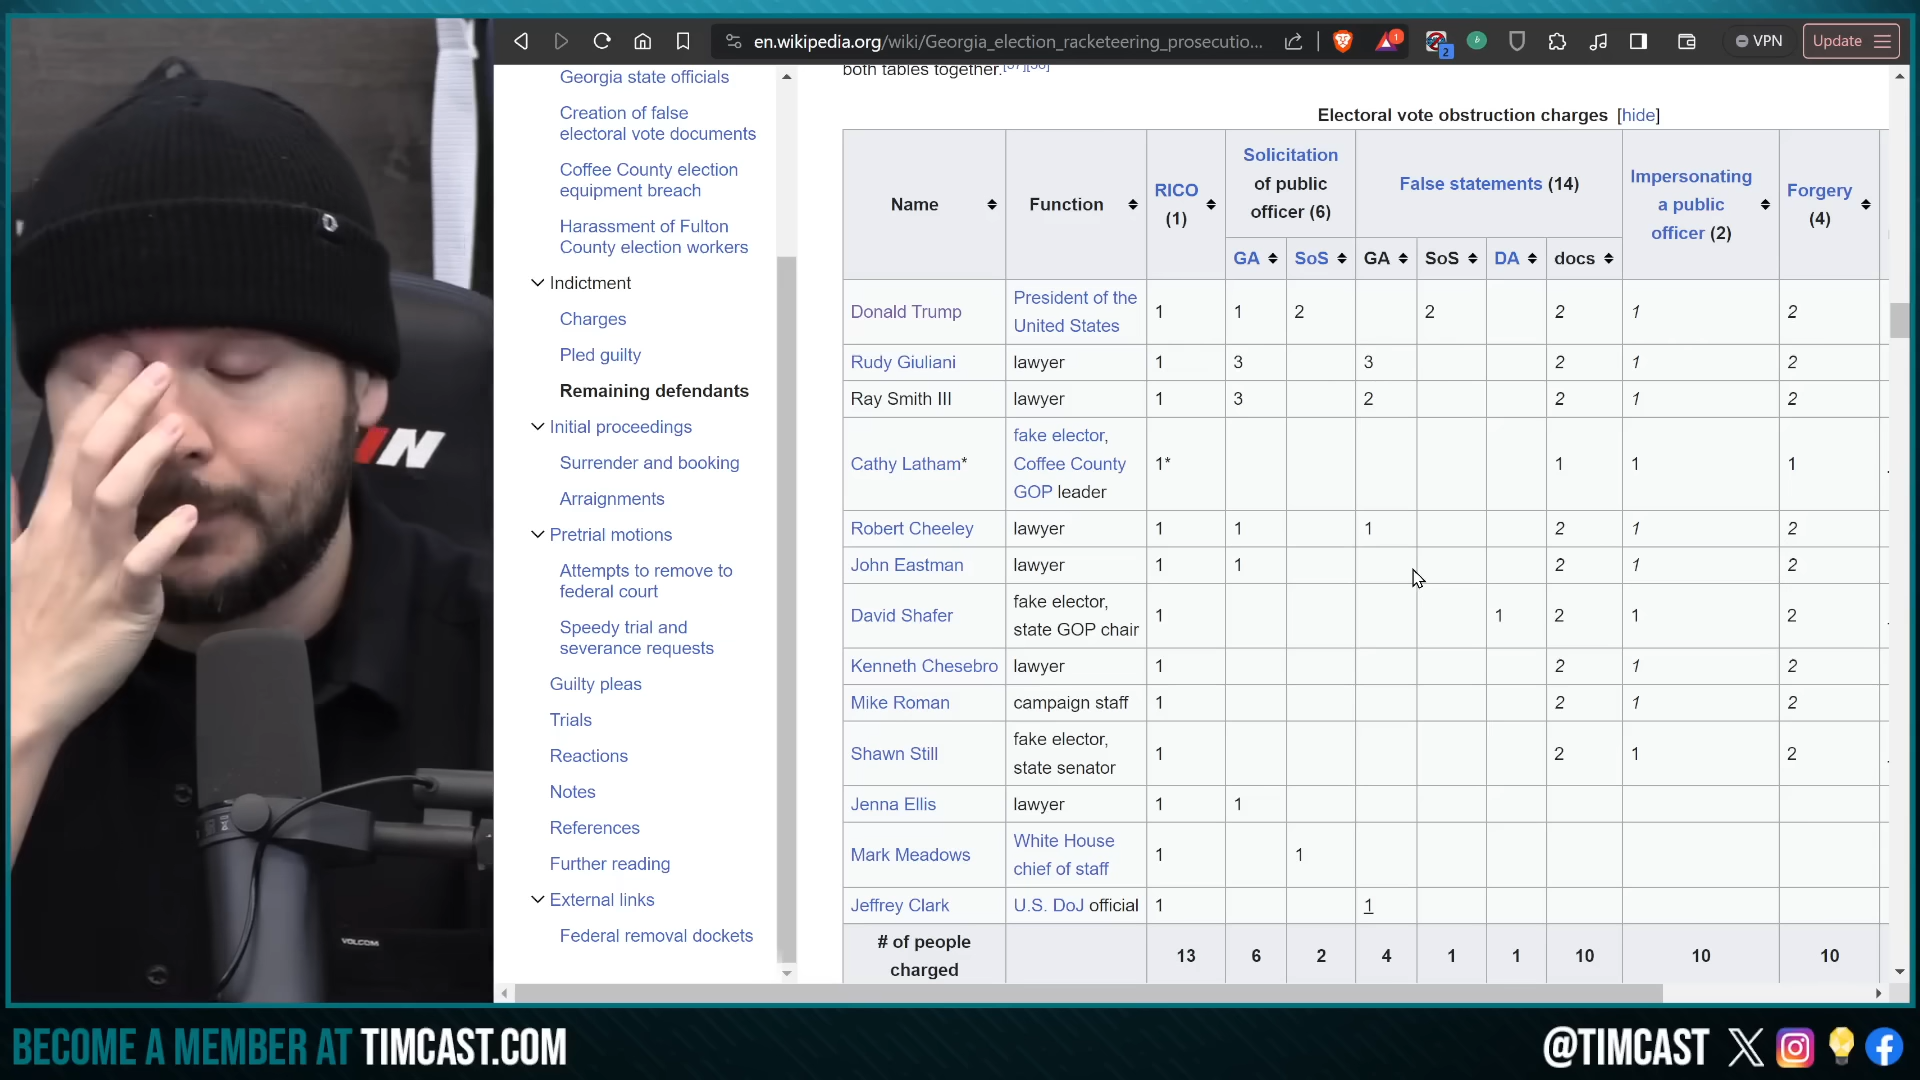 en.wikipedia.org/wiki/Georgia_election_racketeering_prosecutio...
1
2
VPN
Update
Georgia state officials
Creation of false
electoral vote documents
Coffee County election
equipment breach
Harassment of Fulton
County election workers
Indictment
Charges
Pled guilty
Remaining defendants
Initial proceedings
Surrender and booking
Arraignments
Pretrial motions
Attempts to remove to
federal court
Speedy trial and
severance requests
Guilty pleas
Trials
Reactions
Notes
References
Further reading
External links
Federal removal dockets
both tables together.
Electoral vote obstruction charges [hide]
Name
Function
RICO
(1)
Solicitation
of public
officer (6)
False statements (14)
Impersonating
a public
officer (2)
Forgery
(4)
GA SoS GA SoS DA docs
Donald Trump President of the
United States 1 1 2 2 2 1 2
Rudy Giuliani lawyer 1 3 3 2 1 2
Ray Smith III lawyer 1 3 2 2 1 2
Cathy Latham* fake elector,
Coffee County
GOP leader 1* 1 1 1
Robert Cheeley lawyer 1 1 1 2 1 2
John Eastman lawyer 1 1 2 1 2
David Shafer fake elector,
state GOP chair 1 1 2 1 2
Kenneth Chesebro lawyer 1 2 1 2
Mike Roman campaign staff 1 2 1 2
Shawn Still fake elector,
state senator 1 2 1 2
Jenna Ellis lawyer 1 1
Mark Meadows White House
chief of staff 1 1
Jeffrey Clark U.S. DoJ official 1 1
# of people
charged 13 6 2 4 1 1 10 10 10
VOLCOM
BECOME A MEMBER AT TIMCAST.COM
@TIMCAST